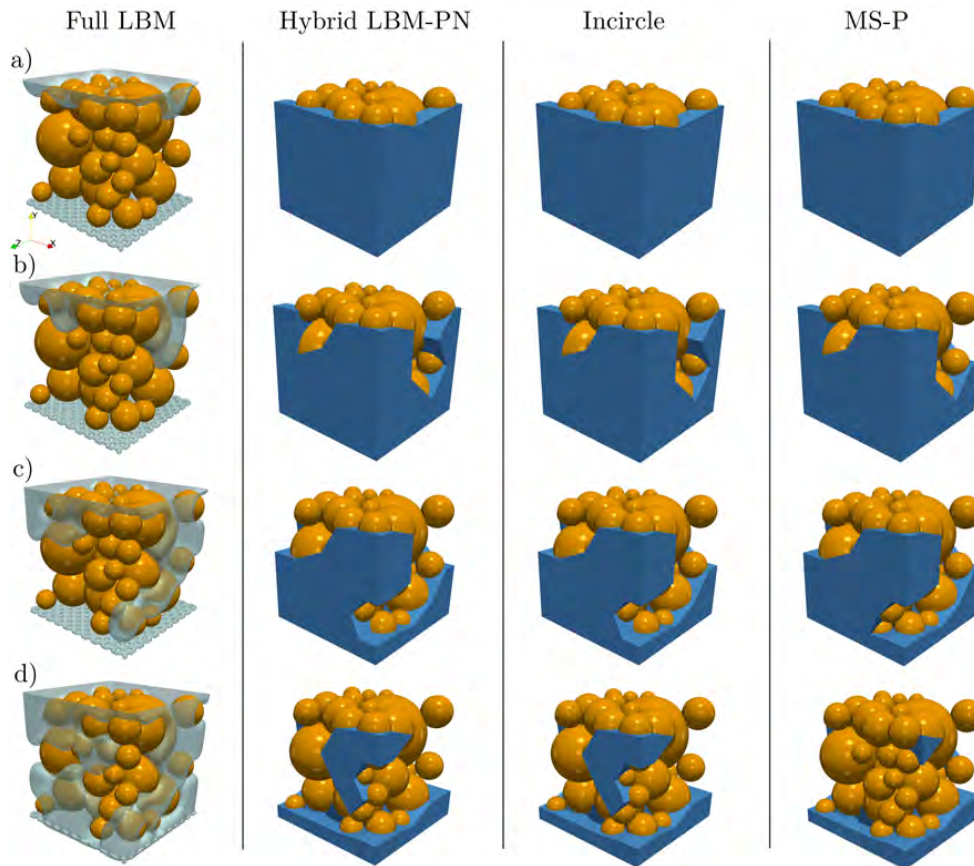 Full LBM
Hybrid LBM-PN
Incircle
MS-P
a)
Y
Z
X
b)
c)
d)